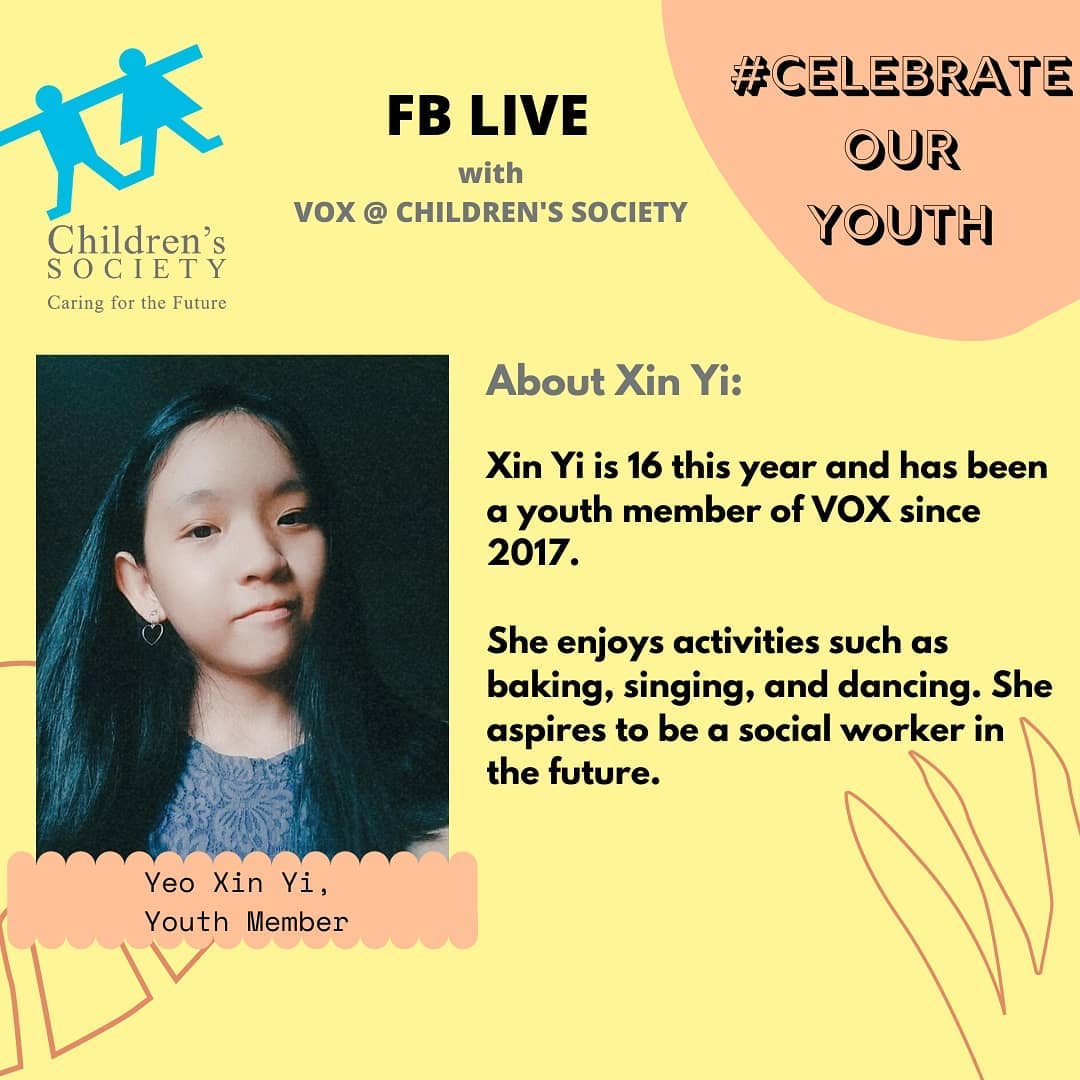 Children's
SOCIETY
Caring for the Future
FB LIVE
with
VOX @ CHILDREN'S SOCIETY
#CELEBRATE
OUR
YOUTH
About Xin Yi:
Xin Yi is 16 this year and has been
a youth member of VOX since
2017.
She enjoys activities such as
baking, singing, and dancing. She
aspires to be a social worker in
the future.
Yeo Xin Yi,
Youth Member